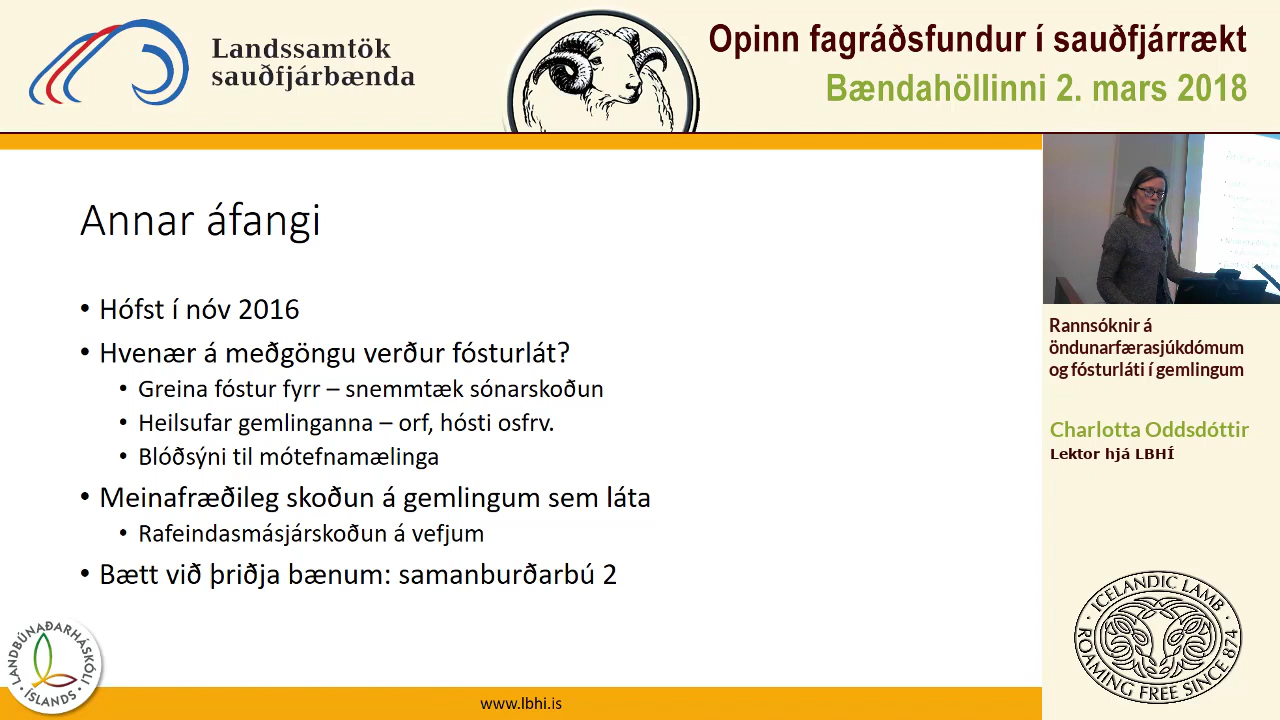 Landssamtök
sauðfjárbænda
Opinn fagráðsfundur í sauðfjárrækt
Bændahöllinni 2. mars 2018
Annar áfangi
• Hófst í nóv 2016
• Hvenær á meðgöngu verður fósturlát?
• Greina fóstur fyrr – snemmtæk sónarskoðun
• Heilsufar gemlinganna – orf, hósti osfrv.
• Blóðsýni til mótefnamælinga
• Meinafræðileg skoðun á gemlingum sem láta
• Rafeindasmásjárskoðun á vefjum
• Bætt við þriðja bænum: samanburðarbú 2
Rannsóknir á
öndunarfærasjúkdómum
og fósturláti í gemlingum
Charlotta Oddsdóttir
Lektor hjá LBHÍ
LANDBÚNAÐARHÁSKÓLI
ÍSLANDS
www.lbhi.is
ICELANDIC LAMB
ROAMING FREE SINCE 874